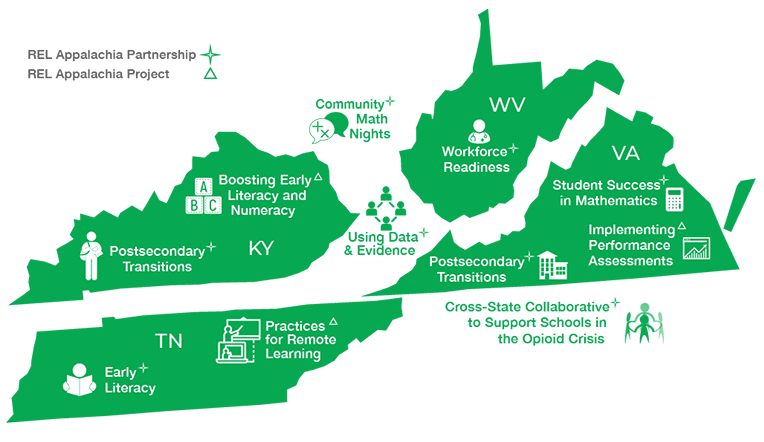 REL Appalachia Partnership
REL Appalachia Project
Community
Math
Nights
WV
Workforce
Readiness
VA
Student Success
in Mathematics
Implementing
Performance
Assessments
Boosting Early
Literacy and
Numeracy
A
B C
Using Data
& Evidence
Postsecondary
Transitions
KY
Postsecondary
Transitions
Cross-State Collaborative
to Support Schools in
the Opioid Crisis
TN
Practices
for Remote
Learning
Early
Literacy